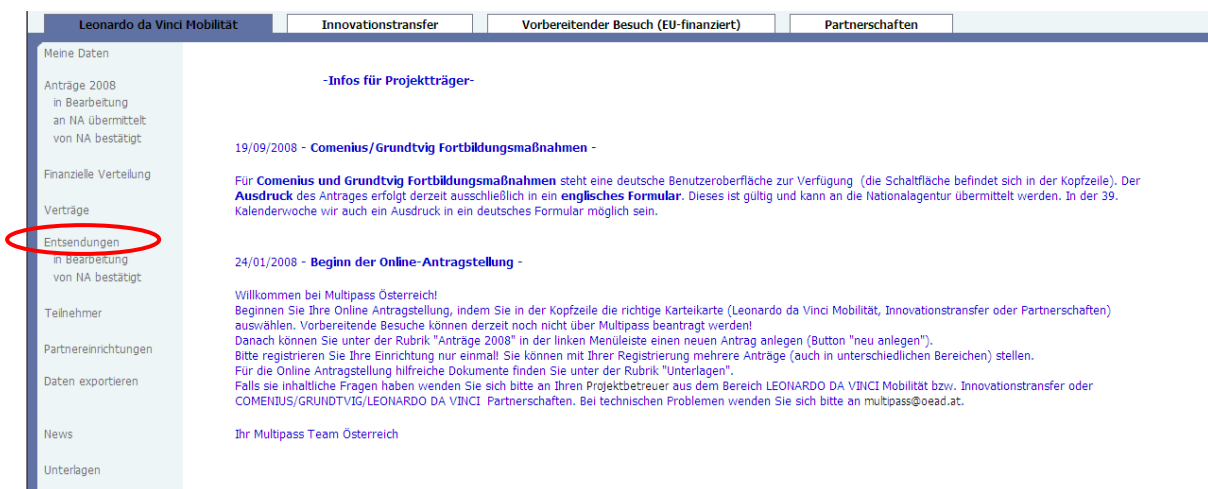 Leonardo da Vinci Mobilität
Innovationstransfer
Vorbereitender Besuch (EU-finanziert)
Partnerschaften
Meine Daten
Anträge 2008
in Bearbeitung
an NA übermittelt
von NA bestätigt
Finanzielle Verteilung
Verträge
Entsendungen
in Bearbeitung
von NA bestätigt
Teilnehmer
Partnereinrichtungen
Daten exportieren
News
Unterlagen
-Infos für Projektträger-
19/09/2008 - Comenius/Grundtvig Fortbildungsmaßnahmen -
Für Comenius und Grundtvig Fortbildungsmaßnahmen steht eine deutsche Benutzeroberfläche zur Verfügung (die Schaltfläche befindet sich in der Kopfzeile). Der
Ausdruck des Antrages erfolgt derzeit ausschließlich in ein englisches Formular. Dieses ist gültig und kann an die Nationalagentur übermittelt werden. In der 39.
Kalenderwoche wir auch ein Ausdruck in ein deutsches Formular möglich sein.
24/01/2008 - Beginn der Online-Antragstellung -
Willkommen bei Multipass Österreich!
Beginnen Sie Ihre Online Antragstellung, indem Sie in der Kopfzeile die richtige Karteikarte (Leonardo da Vinci Mobilität, Innovationstransfer oder Partnerschaften)
auswählen. Vorbereitende Besuche können derzeit noch nicht über Multipass beantragt werden!
Danach können Sie unter der Rubrik "Anträge 2008" in der linken Menüleiste einen neuen Antrag anlegen (Button "neu anlegen").
Bitte registrieren Sie Ihre Einrichtung nur einmal! Sie können mit Ihrer Registrierung mehrere Anträge (auch in unterschiedlichen Bereichen) stellen.
Für die Online Antragstellung hilfreiche Dokumente finden Sie unter der Rubrik "Unterlagen".
Falls sie inhaltliche Fragen haben wenden Sie sich bitte an Ihren Projektbetreuer aus dem Bereich LEONARDO DA VINCI Mobilität bzw. Innovationstransfer oder
COMENIUS/GRUNDTVIG/LEONARDO DA VINCI Partnerschaften. Bei technischen Problemen wenden Sie sich bitte an multipass@oead.at.
Ihr Multipass Team Österreich